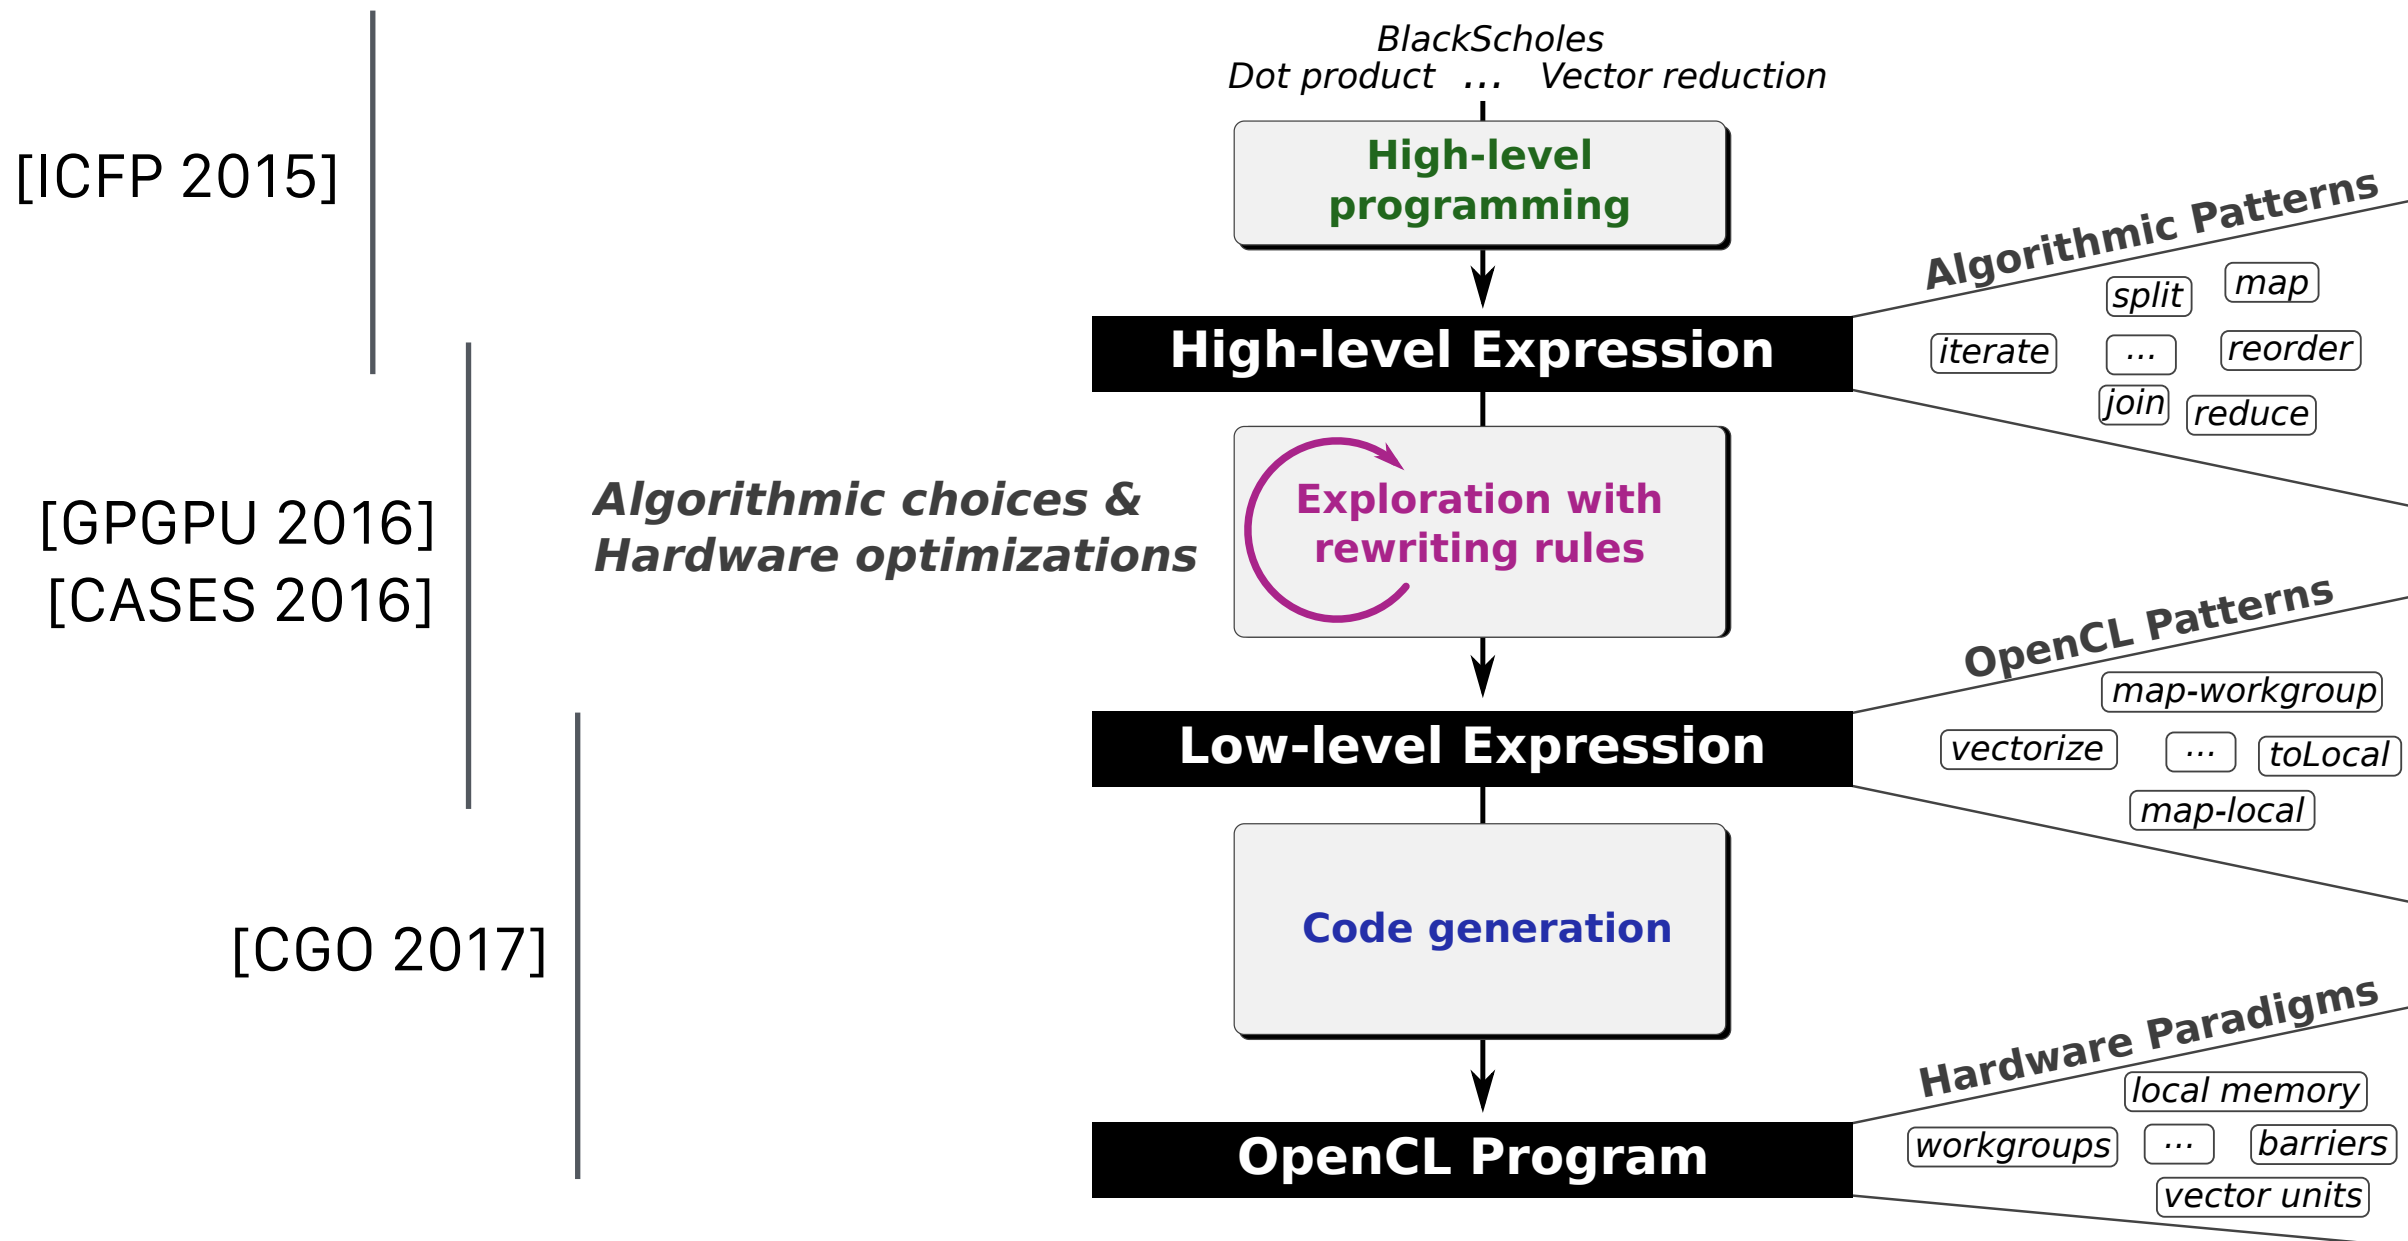 BlackScholes
Dot product ... Vector reduction
[ICFP 2015]
High-level
programming
Algorithmic Patterns
split
map
High-level Expression
iterate
...
reorder
join
reduce
[GPGPU 2016]
[CASES 2016]
Algorithmic choices &
Hardware optimizations
Exploration with
rewriting rules
OpenCL Patterns
map-workgroup
Low-level Expression
vectorize
...
toLocal
map-local
[CGO 2017]
Code generation
Hardware Paradigms
local memory
OpenCL Program
workgroups
...
barriers
vector units